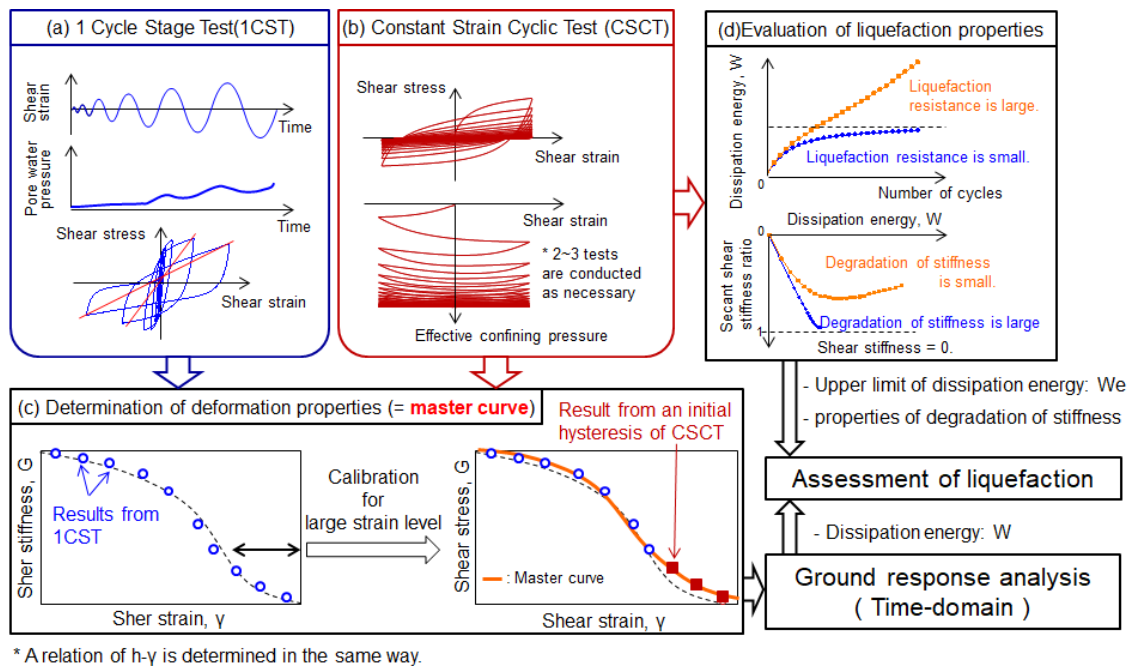 (a) 1 Cycle Stage Test(1CST)
Shear
strain
Time
Pore water
pressure
Time
Shear stress
Shear strain
(b) Constant Strain Cyclic Test (CSCT)
Shear stress
Shear strain
Shear strain
* 2~3 tests
are conducted
as necessary
Effective confining pressure
(d)Evaluation of liquefaction properties
Dissipation energy, W
Liquefaction
resistance is large.
Liquefaction resistance is small.
0
Number of cycles
Dissipation energy, W
0
Secant shear
stiffness ratio
Degradation of stiffness
is small.
Degradation of stiffness is large
1
Shear stiffness = 0.
(c) Determination of deformation properties (= master curve)
Sher stiffness, G
Results from
1CST
Sher strain, γ
Calibration
for
large strain level
Result from an initial
hysteresis of CSCT
Shear stress, G
: Master curve
Shear strain, γ
- Upper limit of dissipation energy: We
- properties of degradation of stiffness
Assessment of liquefaction
- Dissipation energy: W
Ground response analysis
( Time-domain )
* A relation of h-γ is determined in the same way.